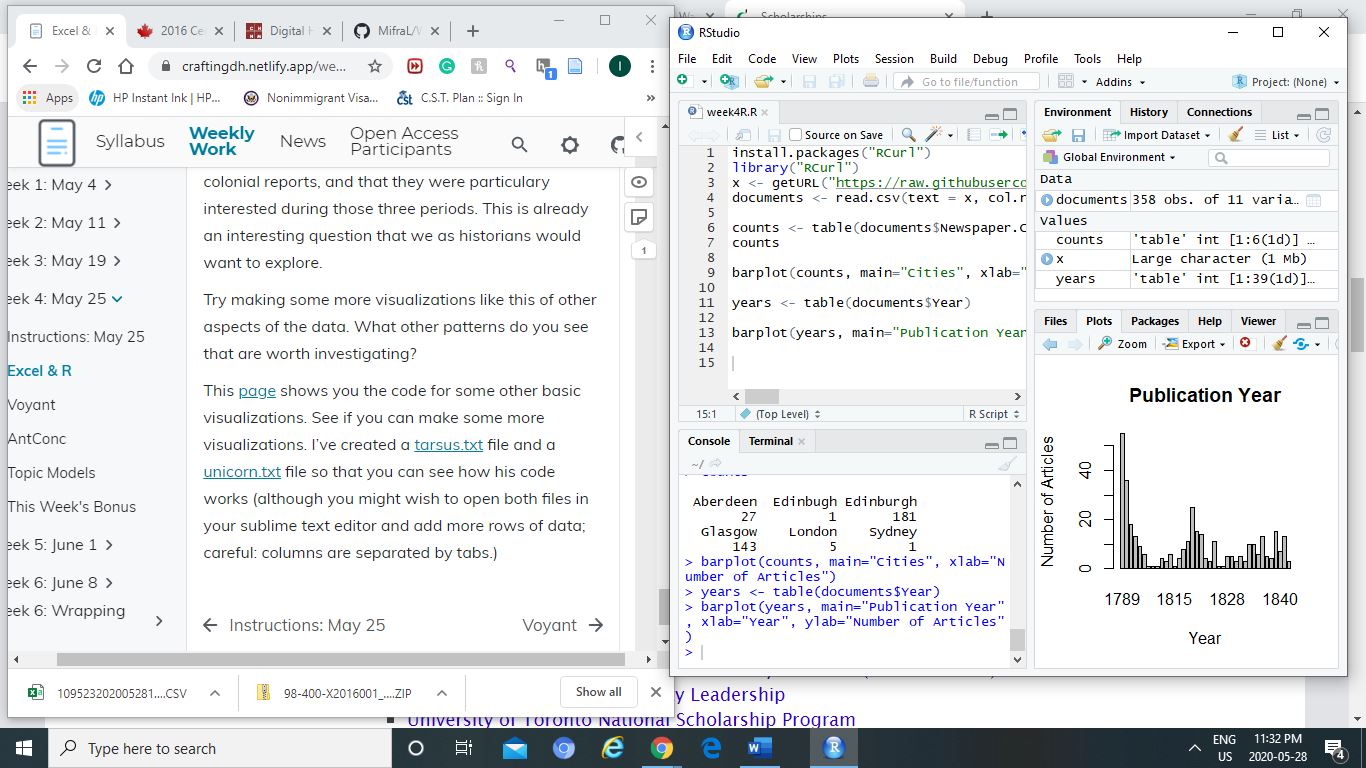 Excel &
2016 Ce
Digital H
MifraL/W
Scholarships
craftingdh.netlify.app/we...
1
I
Apps
HP Instant Ink | HP...
Nonimmigrant Visa...
C.S.T. Plan :: Sign In
»
Syllabus
Weekly Work
News
Open Access Participants
eek 1: May 4
eek 2: May 11
eek 3: May 19
eek 4: May 25
Instructions: May 25
Excel & R
Voyant
AntConc
Topic Models
This Week's Bonus
eek 5: June 1
eek 6: June 8
eek 6: Wrapping
colonial reports, and that they were particulary
interested during those three periods. This is already
an interesting question that we as historians would
want to explore.
Try making some more visualizations like this of other
aspects of the data. What other patterns do you see
that are worth investigating?
This page shows you the code for some other basic
visualizations. See if you can make some more
visualizations. I've created a tarsus.txt file and a
unicorn.txt file so that you can see how his code
works (although you might wish to open both files in
your sublime text editor and add more rows of data;
careful: columns are separated by tabs.)
Instructions: May 25
Voyant
1
109523202005281....CSV
98-400-X2016001_....ZIP
Show all
y Leadership
University of Toronto National Scholarship Program
RStudio
File Edit Code View Plots Session Build Debug Profile Tools Help
Go to file/function
Addins
Project: (None)
week4R.R
Source on Save
1 install.packages("RCurl")
2 library("RCurl")
3 x <- getURL("https://raw.githubuserco
4 documents <- read.csv(text = x, col.n
5
6 counts <- table(documents$Newspaper.C
7 counts
8
9 barplot(counts, main="Cities", xlab="
10
11 years <- table(documents$Year)
12
13 barplot(years, main="Publication Year
14
15
15:1
(Top Level)
R Script
Console Terminal
~/
Aberdeen Edinbugh Edinburgh
27 1 181
Glasgow London Sydney
143 5 1
> barplot(counts, main="Cities", xlab="N
umber of Articles")
> years <- table(documents$Year)
> barplot(years, main="Publication Year"
, xlab="Year", ylab="Number of Articles"
)
>
Environment History Connections
Import Dataset
List
Global Environment
Data
documents 358 obs. of 11 varia...
Values
counts 'table' int [1:6(1d)] ...
x Large character (1 Mb)
years 'table' int [1:39(1d)]...
Files Plots Packages Help Viewer
Zoom
Export
Publication Year
Number of Articles
0 20 40
1789 1815 1828 1840
Year
Type here to search
ENG
US
11:32 PM
2020-05-28
4